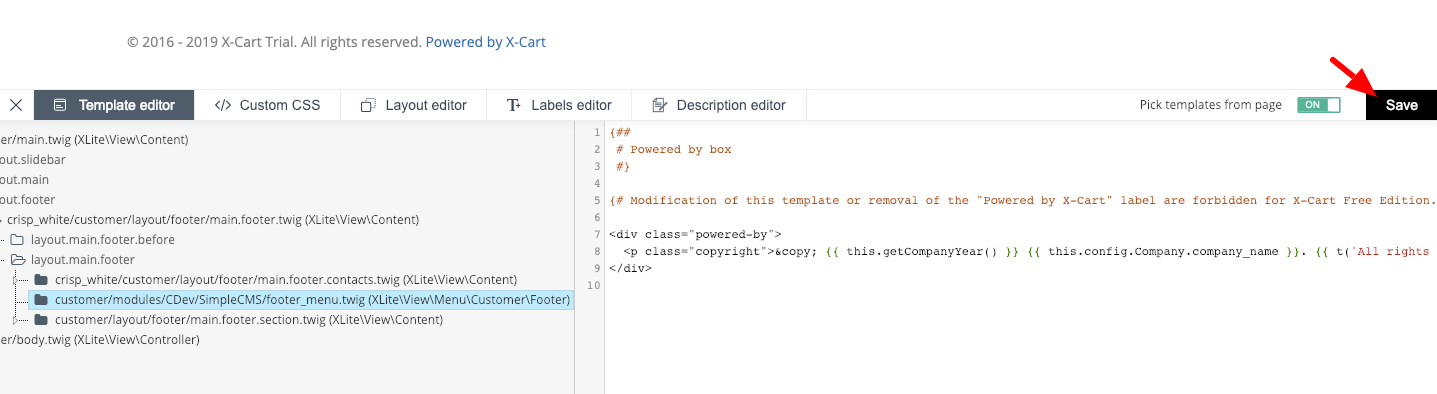 © 2016 - 2019 X-Cart Trial. All rights reserved. Powered by X-Cart
Template editor </> Custom CSS Layout editor Labels editor Description editor Pick templates from page ON Save
er/main.twig (XLite\View\Content)
out.slidebar
out.main
out.footer
crisp_white/customer/layout/footer/main.footer.twig (XLite\View\Content)
layout.main.footer.before
layout.main.footer
crisp_white/customer/layout/footer/main.footer.contacts.twig (XLite\View\Content)
customer/modules/CDev/SimpleCMS/footer_menu.twig (XLite\View\Menu\Customer\Footer)
customer/layout/footer/main.footer.section.twig (XLite\View\Content)
er/body.twig (XLite\View\Controller)
1 {##
2 # Powered by box
3 #}
4
5 {# Modification of this template or removal of the "Powered by X-Cart" label are forbidden for X-Cart Free Edition.
6
7 <div class="powered-by">
8 <p class="copyright">&copy; {{ this.getCompanyYear() }} {{ this.config.Company.company_name }}. {{ t('All rights
9 </div>
10